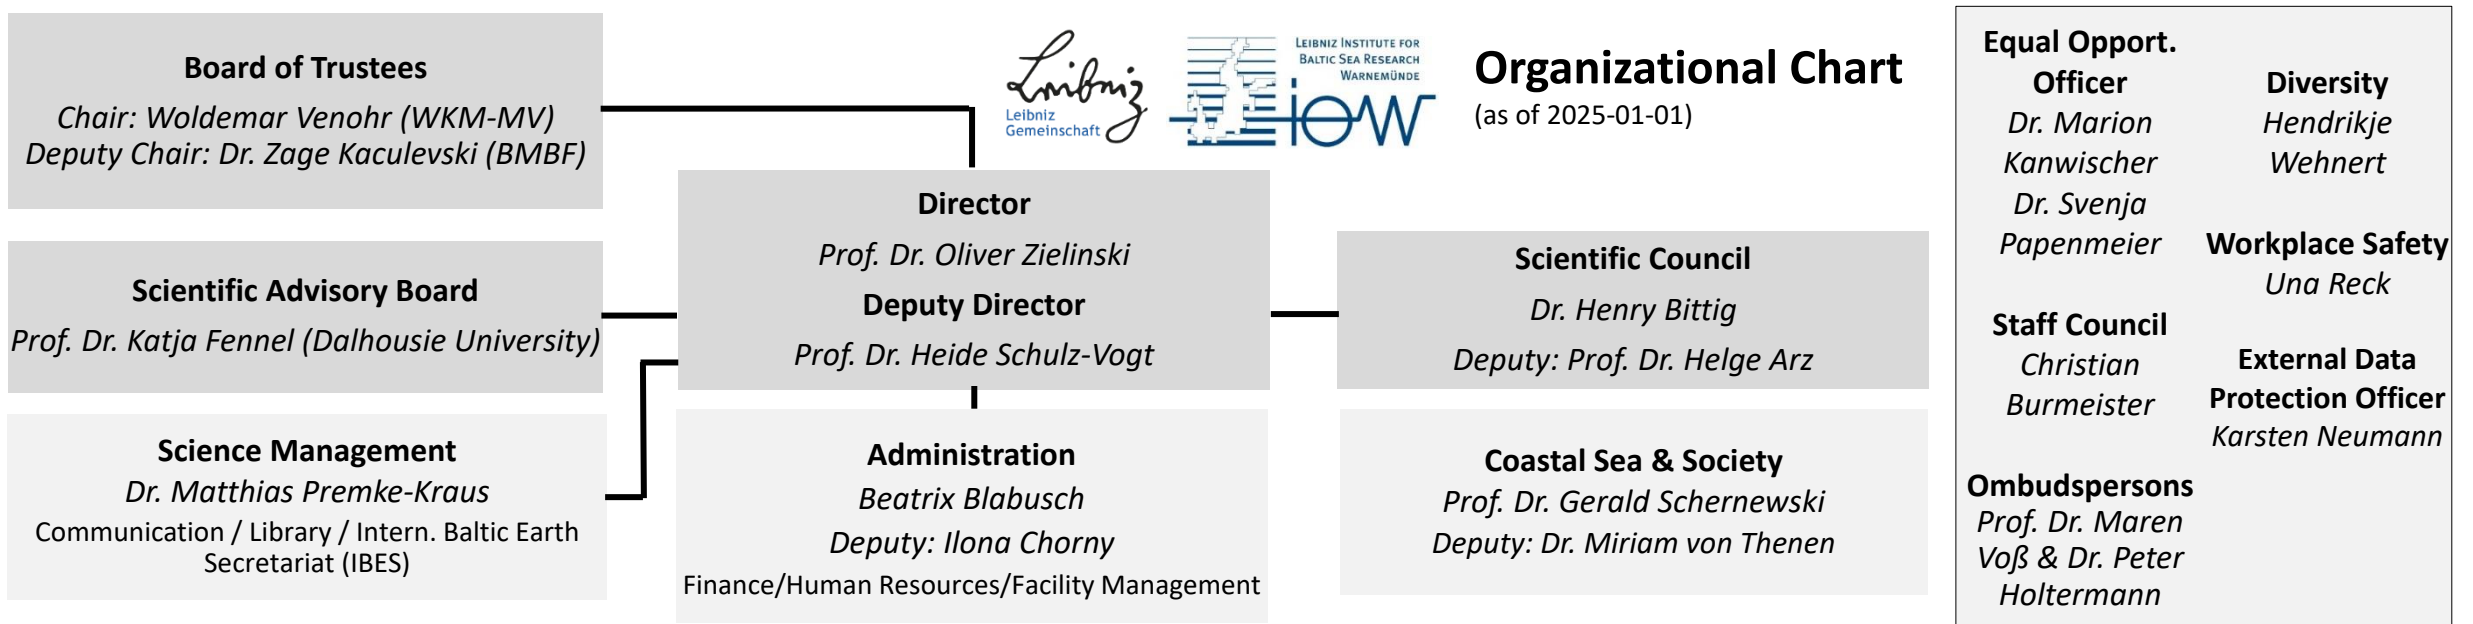 Board of Trustees
Chair: Woldemar Venohr (WKM-MV)
Deputy Chair: Dr. Zage Kaculevski (BMBF)
Scientific Advisory Board
Prof. Dr. Katja Fennel (Dalhousie University)
Science Management
Dr. Matthias Premke-Kraus
Communication / Library / Intern. Baltic Earth
Secretariat (IBES)
Leibniz
Leibniz
Gemeinschaft
LEIBNIZ INSTITUTE FOR
BALTIC SEA RESEARCH
WARNEMÜNDE
iow
Organizational Chart
(as of 2025-01-01)
Director
Prof. Dr. Oliver Zielinski
Deputy Director
Prof. Dr. Heide Schulz-Vogt
Administration
Beatrix Blabusch
Deputy: Ilona Chorny
Finance/Human Resources/Facility Management
Scientific Council
Dr. Henry Bittig
Deputy: Prof. Dr. Helge Arz
Coastal Sea & Society
Prof. Dr. Gerald Schernewski
Deputy: Dr. Miriam von Thenen
Equal Opport.
Officer
Dr. Marion
Kanwischer
Dr. Svenja
Papenmeier
Staff Council
Christian
Burmeister
Ombudspersons
Prof. Dr. Maren
Voß & Dr. Peter
Holtermann
Diversity
Hendrikje
Wehnert
Workplace Safety
Una Reck
External Data
Protection Officer
Karsten Neumann